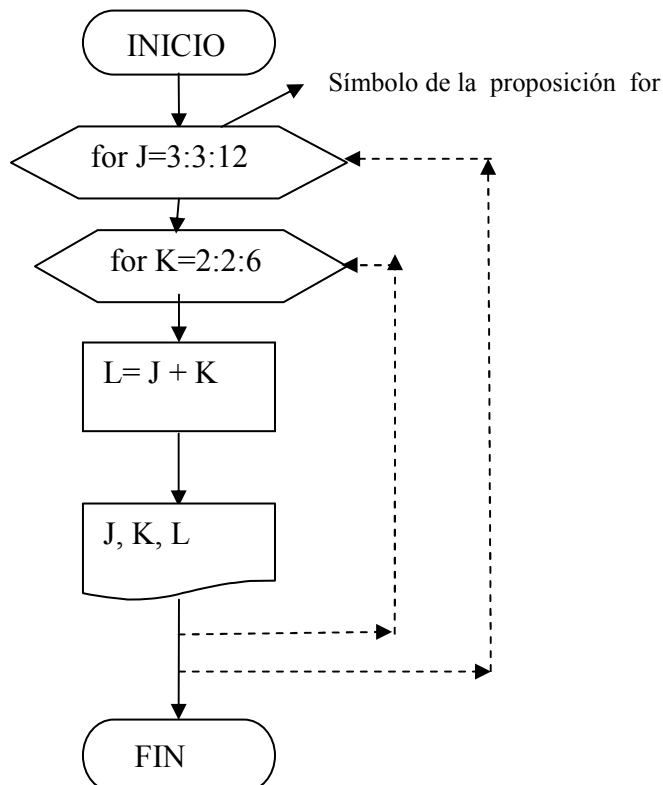 INICIO
Símbolo de la proposición for
for J=3:3:12
for K=2:2:6
L= J + K
J, K, L
FIN